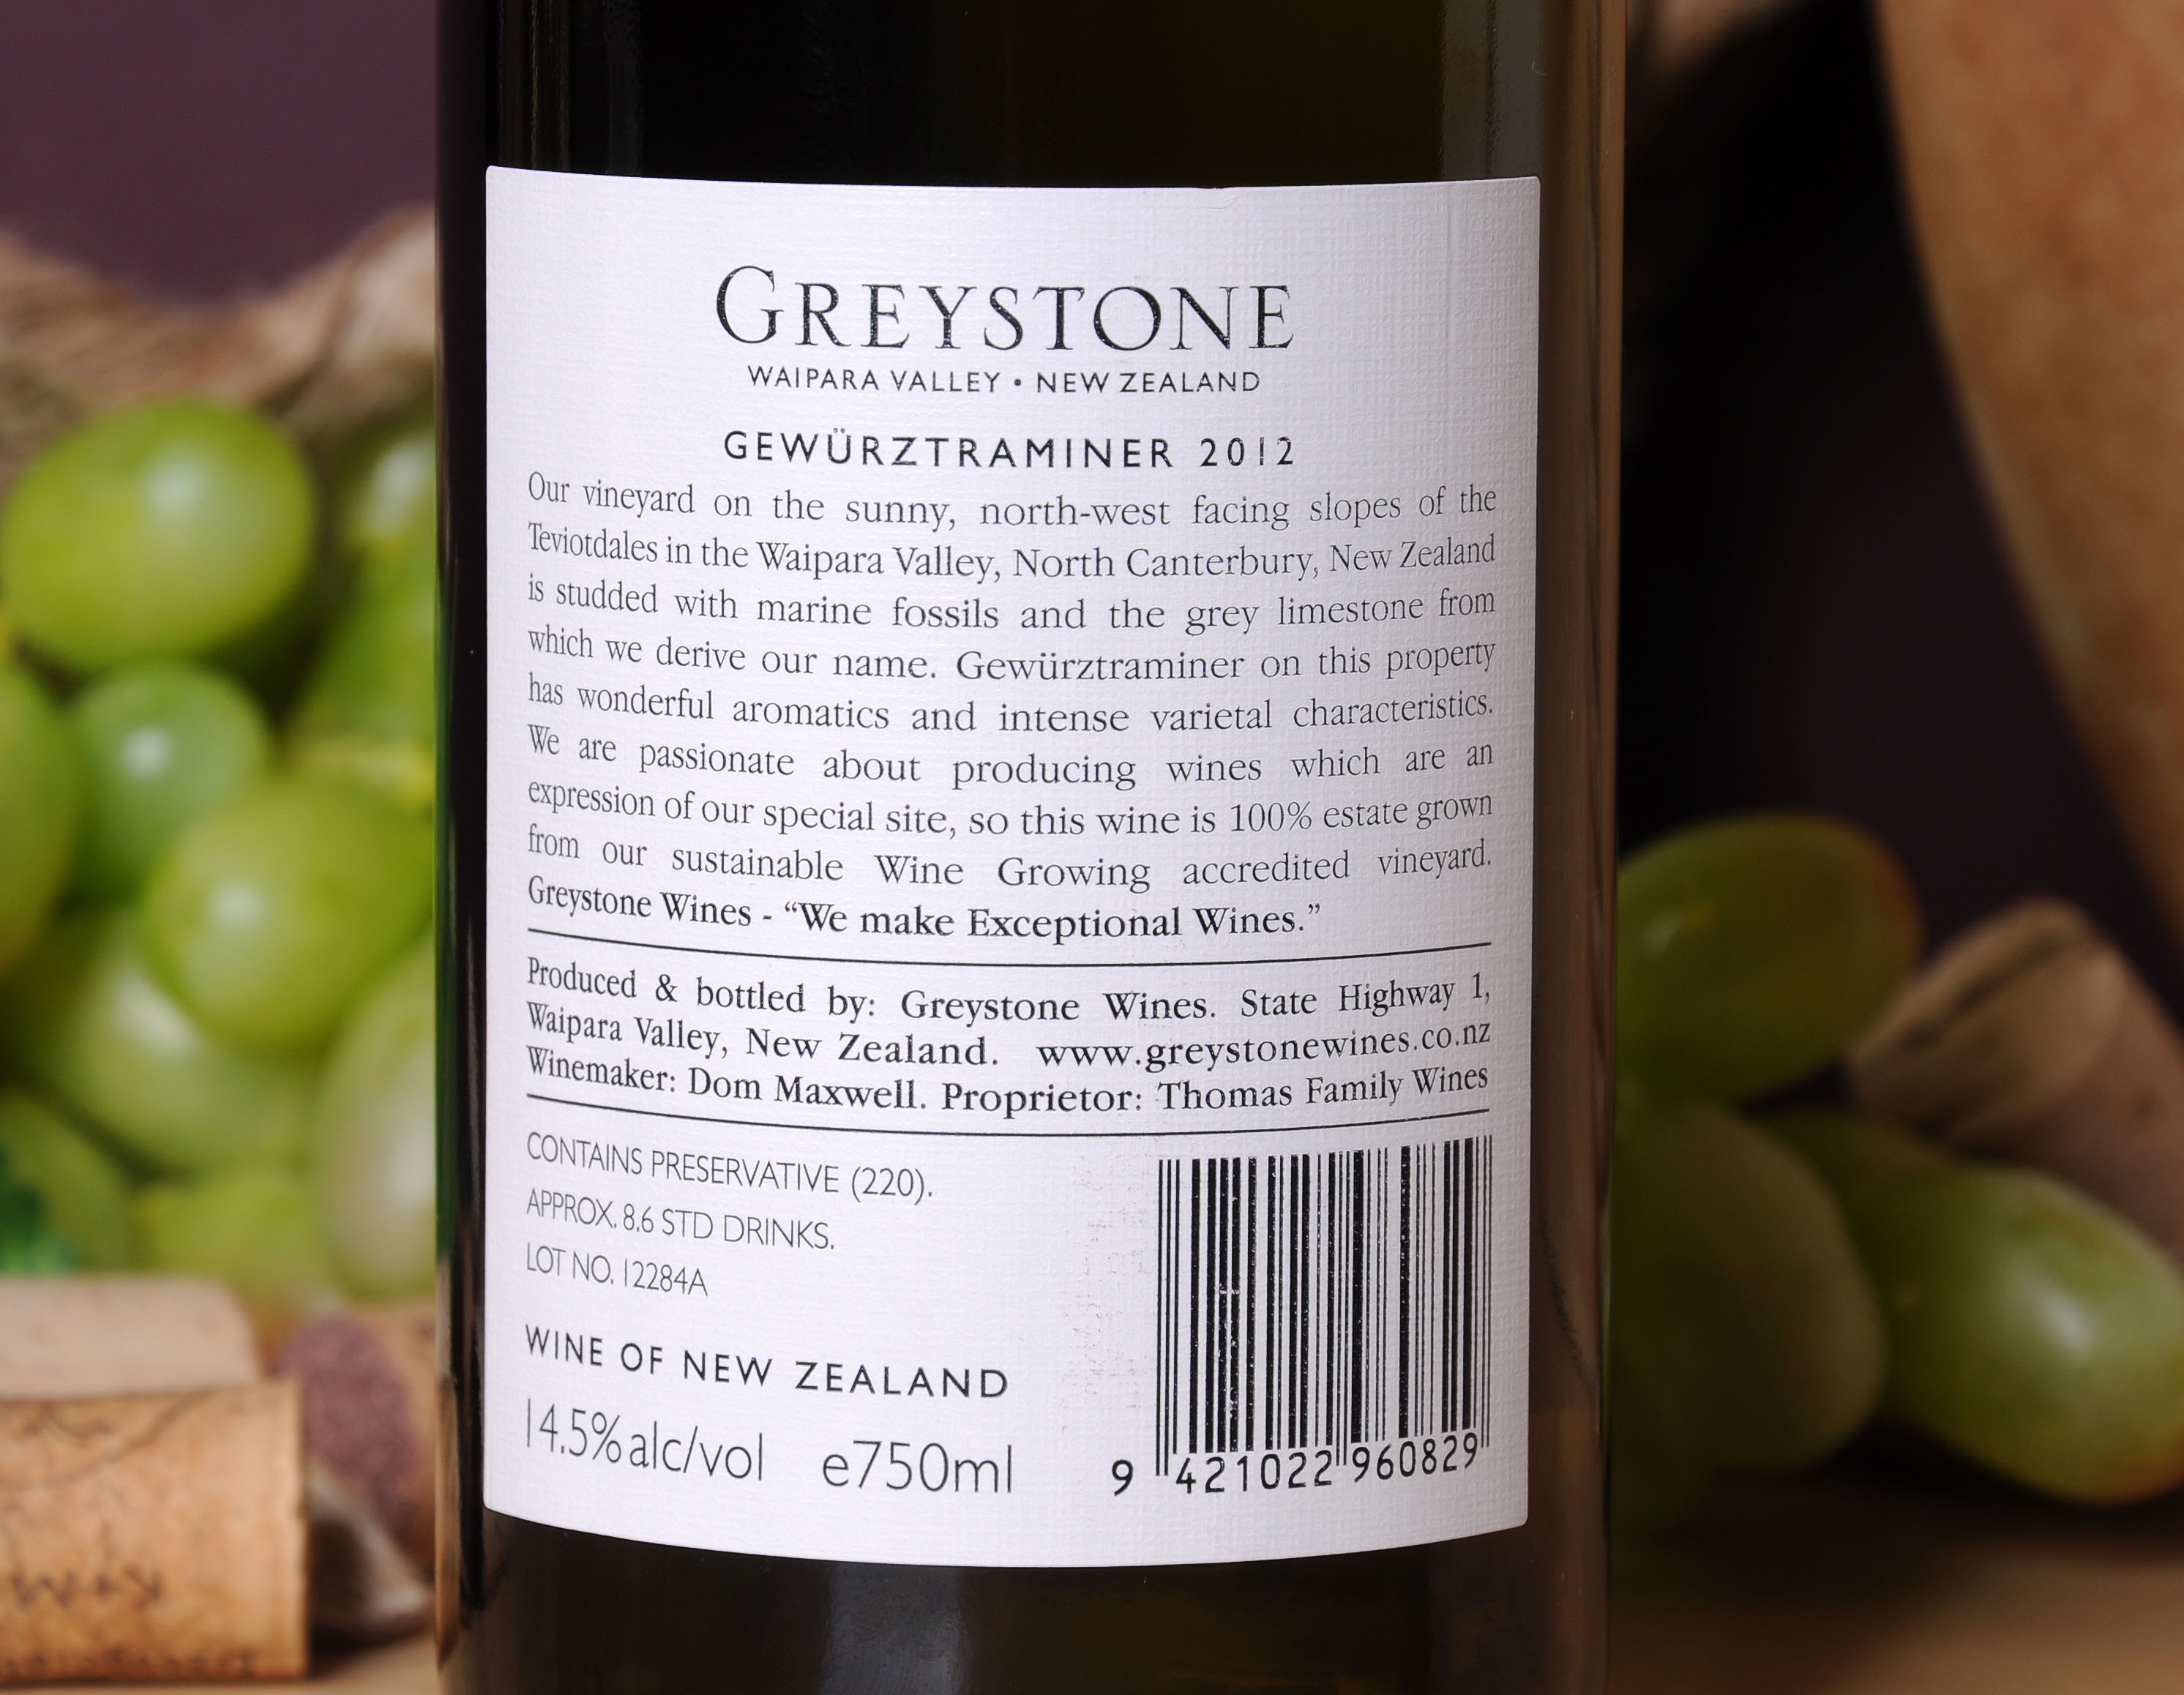 GREYSTONE
WAIPARA VALLEY • NEW ZEALAND
GEWÜRZTRAMINER 2012
Our vineyard on the sunny, north-west facing slopes of the
Teviotdales in the Waipara Valley, North Canterbury, New Zealand
is studded with marine fossils and the grey limestone from
which we derive our name. Gewürztraminer on this property
has wonderful aromatics and intense varietal characteristics.
We are passionate about producing wines which are an
expression of our special site, so this wine is 100% estate grown
from our sustainable Wine Growing accredited vineyard.
Greystone Wines - “We make Exceptional Wines.”
Produced & bottled by: Greystone Wines. State Highway 1,
Waipara Valley, New Zealand. www.greystonewines.co.nz
Winemaker: Dom Maxwell. Proprietor: Thomas Family Wines
CONTAINS PRESERVATIVE (220).
APPROX. 8.6 STD DRINKS.
LOT NO. 12284A
WINE OF NEW ZEALAND
14.5%alc/vol e750ml
9 421022 960829